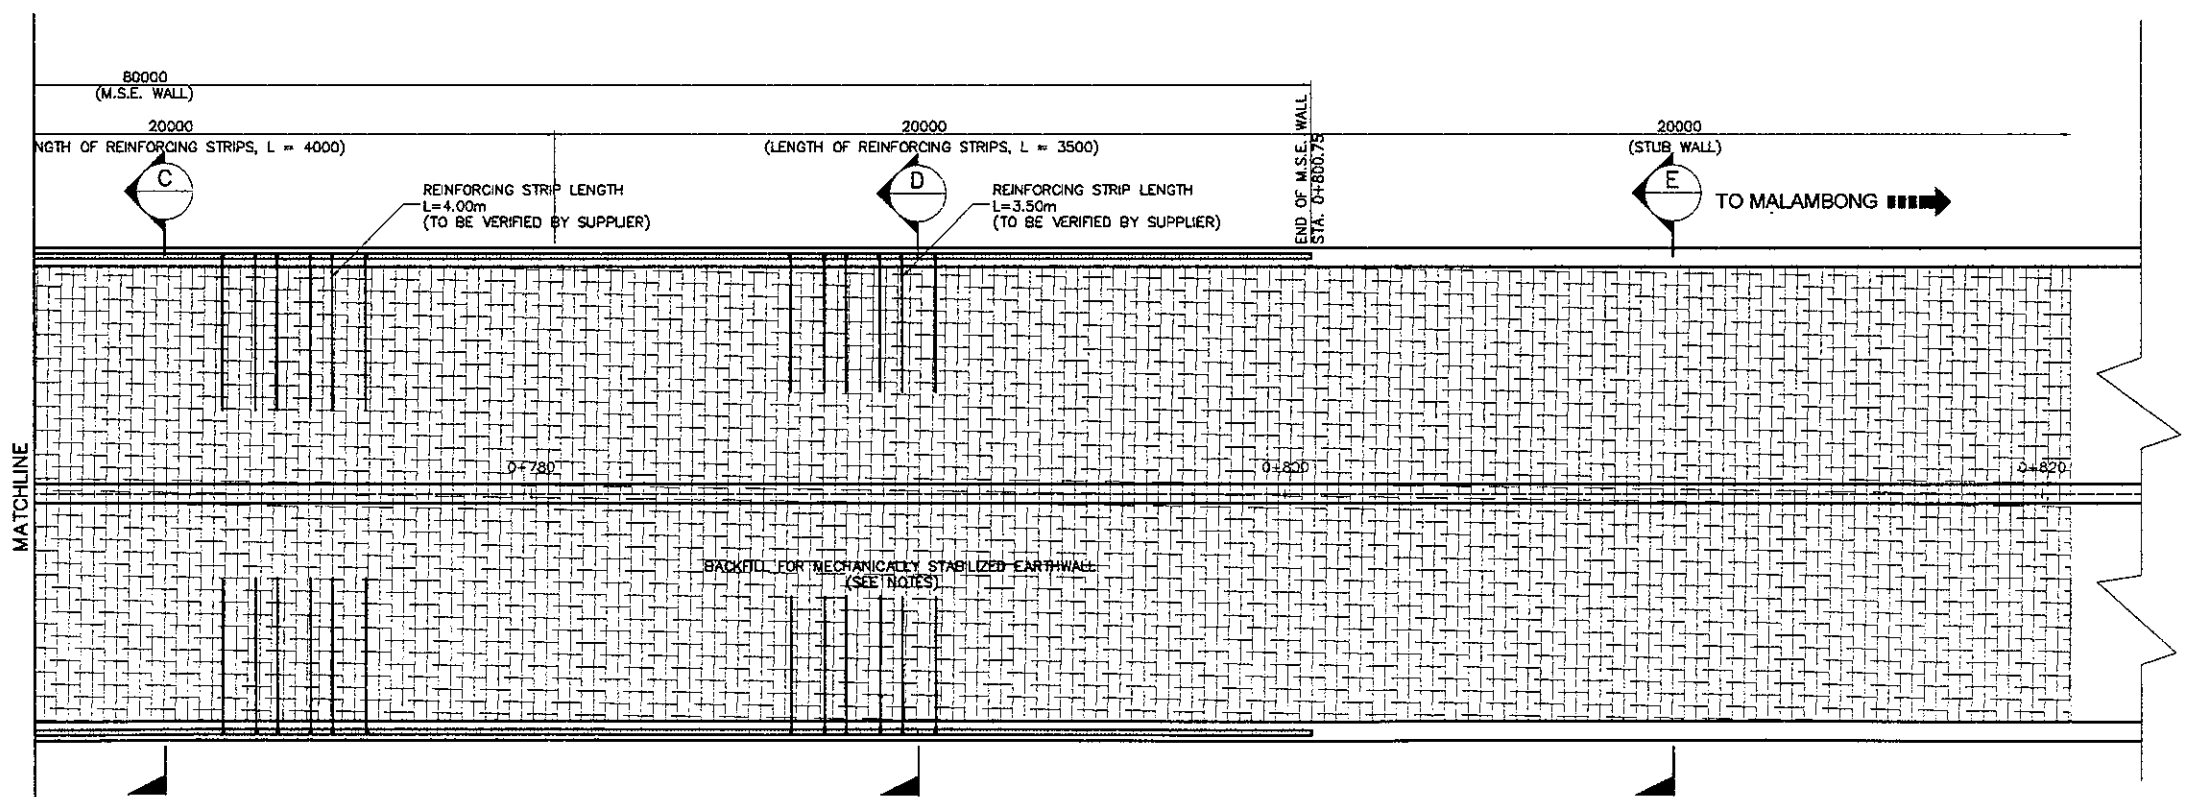 80000
(M.S.E. WALL)
20000
NGTH OF REINFORCING STRIPS, L = 4000)
20000
(LENGTH OF REINFORCING STRIPS, L = 3500)
20000
(STUB WALL)
END OF M.S.E. WALL
STA. 0+800.75
C
D
E
REINFORCING STRIP LENGTH
L=4.00m
(TO BE VERIFIED BY SUPPLIER)
REINFORCING STRIP LENGTH
L=3.50m
(TO BE VERIFIED BY SUPPLIER)
TO MALAMBONG
MATCHLINE
0+780
0+800
0+820
BACKFILL FOR MECHANICALLY STABILIZED EARTHWALL
(SEE NOTES)